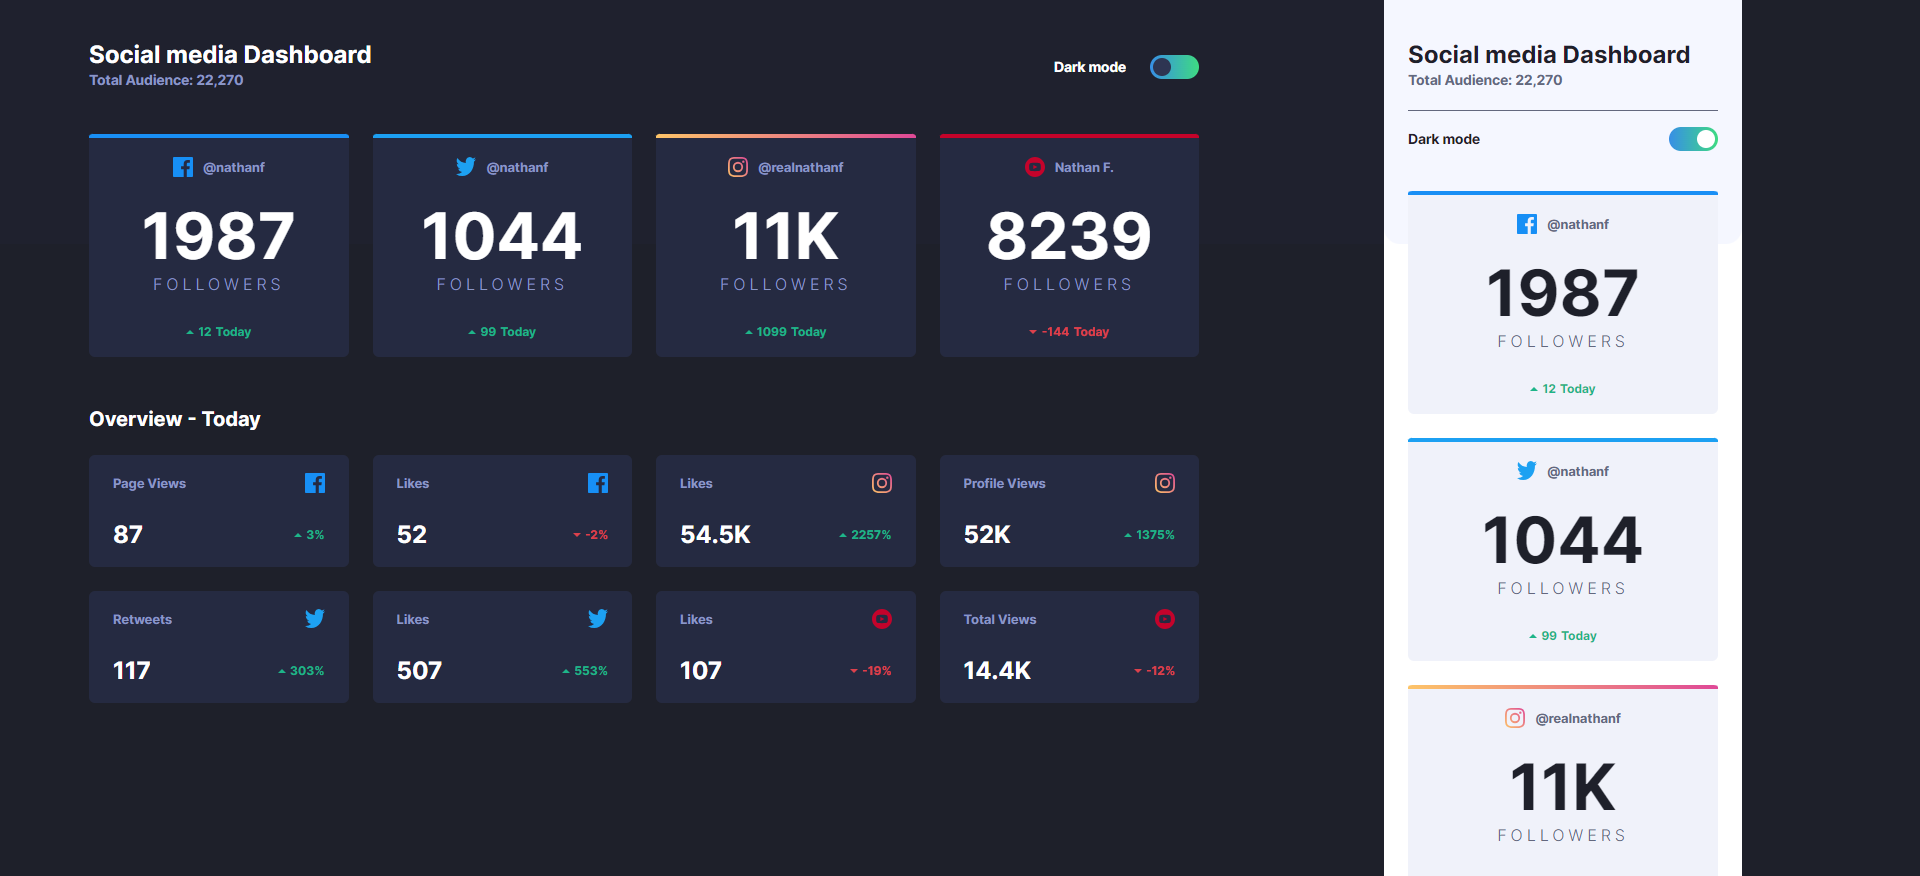 Social media Dashboard
Total Audience: 22,270
Dark mode
@nathanf
1987
FOLLOWERS
12 Today
@nathanf
1044
FOLLOWERS
99 Today
@realnathanf
11K
FOLLOWERS
1099 Today
Nathan F.
8239
FOLLOWERS
-144 Today
Overview - Today
Page Views
87
3%
Likes
52
-2%
Likes
54.5K
2257%
Profile Views
52K
1375%
Retweets
117
303%
Likes
507
553%
Likes
107
-19%
Total Views
14.4K
-12%
Social media Dashboard
Total Audience: 22,270
Dark mode
@nathanf
1987
FOLLOWERS
12 Today
@nathanf
1044
FOLLOWERS
99 Today
@realnathanf
11K
FOLLOWERS